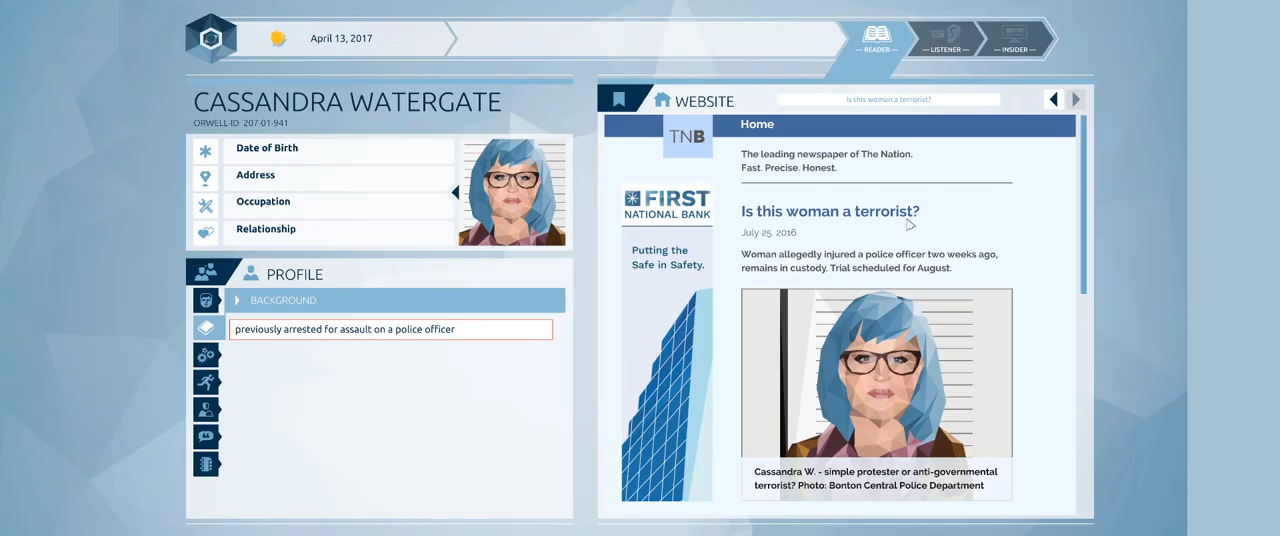 April 13, 2017
READER
LISTENER
INSIDER
CASSANDRA WATERGATE
ORWELL-ID 207-01-941
Date of Birth
Address
Occupation
Relationship
PROFILE
BACKGROUND
previously arrested for assault on a police officer
WEBSITE
Is this woman a terrorist?
TNB
Home
The leading newspaper of The Nation.
Fast. Precise. Honest.
FIRST
NATIONAL BANK
Putting the
Safe in Safety.
Is this woman a terrorist?
July 25, 2016
Woman allegedly injured a police officer two weeks ago,
remains in custody. Trial scheduled for August.
Cassandra W. - simple protester or anti-governmental
terrorist? Photo: Bonton Central Police Department